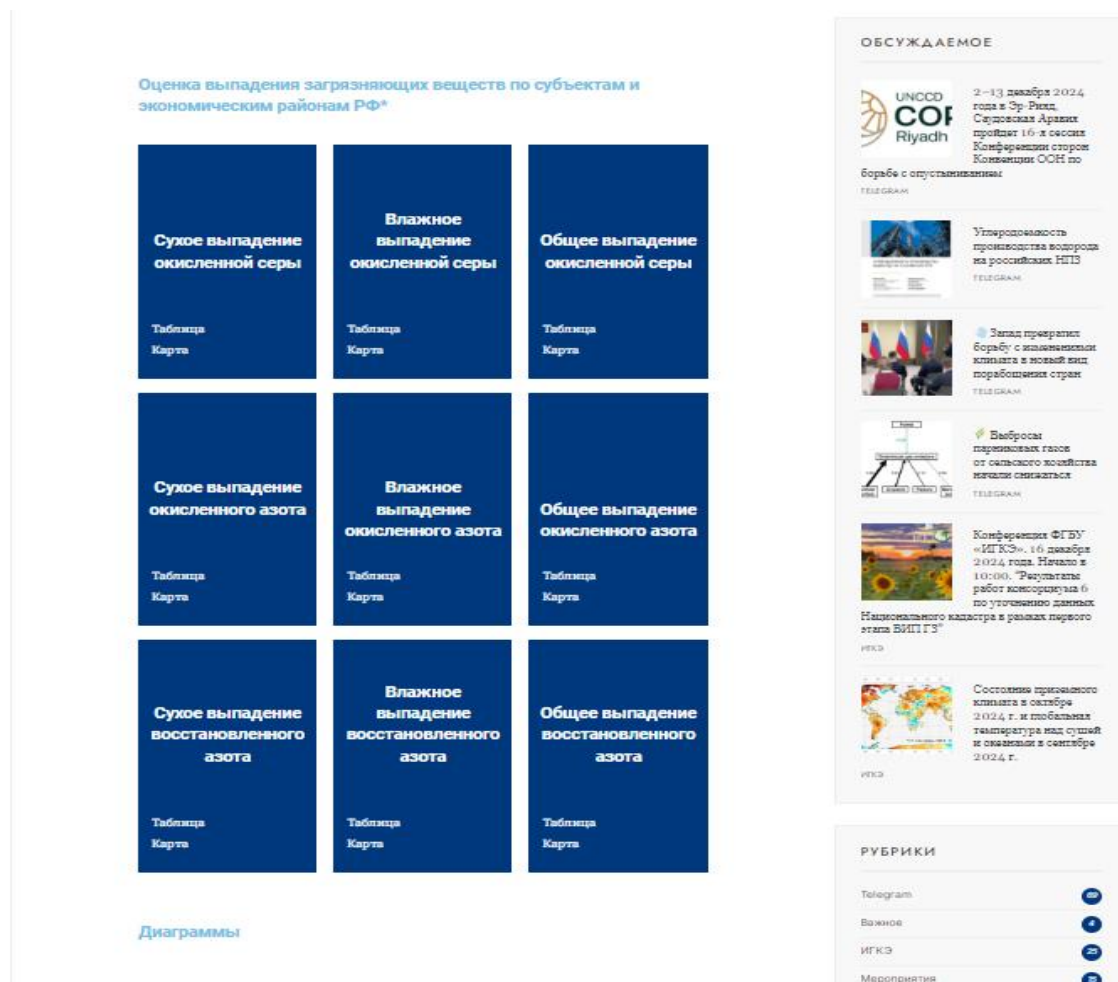 Оценка выпадения загрязняющих веществ по субъектам и
экономическим районам РФ*
Сухое выпадение
окисленной серы
Таблица
Карта
Влажное
выпадение
окисленной серы
Таблица
Карта
Общее выпадение
окисленной серы
Таблица
Карта
Сухое выпадение
окисленного азота
Таблица
Карта
Влажное
выпадение
окисленного азота
Таблица
Карта
Общее выпадение
окисленного азота
Таблица
Карта
Сухое выпадение
восстановленного
азота
Таблица
Карта
Влажное
выпадение
восстановленного
азота
Таблица
Карта
Общее выпадение
восстановленного
азота
Таблица
Карта
Диаграммы
ОБСУЖДАЕМОЕ
UNCCD
COP
Riyadh
2–13 декабря 2024
года в Эр-Рияд,
Саудовская Аравия
пройдет 16-я сессия
Конференции сторон
Конвенции ООН по
борьбе с опустыниванием
TELEGRAM
Углеродоемкость
производства водорода
на российских НПЗ
TELEGRAM
Запад превратил
борьбу с изменениями
климата в новый вид
порабощения стран
TELEGRAM
Выбросы
парниковых газов
от сельского хозяйства
начали снижаться
TELEGRAM
Конференция ФГБУ
«ИГКЭ», 16 декабря
2024 года. Начало в
10:00. "Результаты
работ консорциума 6
по уточнению данных
Национального кадастра в рамках первого
этапа ВИП ГЗ"
ИГКЭ
Состояние приземного
климата в октябре
2024 г. и глобальная
температура над сушей
и океанами в сентябре
2024 г.
ИГКЭ
РУБРИКИ
Telegram
Важное
4
ИГКЭ
25
Мероприятия